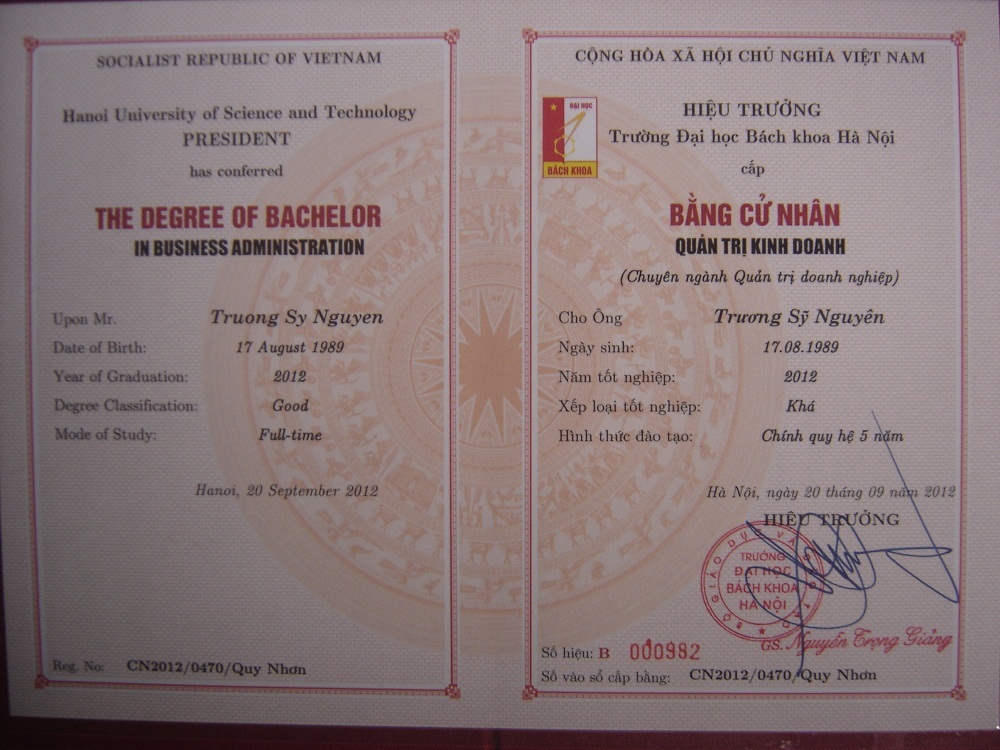 SOCIALIST REPUBLIC OF VIETNAM
Hanoi University of Science and Technology
PRESIDENT
has conferred
THE DEGREE OF BACHELOR
IN BUSINESS ADMINISTRATION
Upon Mr. Truong Sy Nguyen
Date of Birth: 17 August 1989
Year of Graduation: 2012
Degree Classification: Good
Mode of Study: Full-time
Hanoi, 20 September 2012
Reg. No: CN2012/0470/Quy Nhơn
CỘNG HÒA XÃ HỘI CHỦ NGHĨA VIỆT NAM
ĐẠI HỌC
BÁCH KHOA
HIỆU TRƯỞNG
Trường Đại học Bách khoa Hà Nội
cấp
BẰNG CỬ NHÂN
QUẢN TRỊ KINH DOANH
(Chuyên ngành Quản trị doanh nghiệp)
Cho Ông Trương Sỹ Nguyên
Ngày sinh: 17.08.1989
Năm tốt nghiệp: 2012
Xếp loại tốt nghiệp: Khá
Hình thức đào tạo: Chính quy hệ 5 năm
Hà Nội, ngày 20 tháng 09 năm 2012
HIỆU TRƯỞNG
BỘ GIÁO DỤC VÀ ĐÀO TẠO
TRƯỜNG
ĐẠI HỌC
BÁCH KHOA
HÀ NỘI
GS. Nguyễn Trọng Giảng
Số hiệu: B 000982
Số vào sổ cấp bằng: CN2012/0470/Quy Nhơn